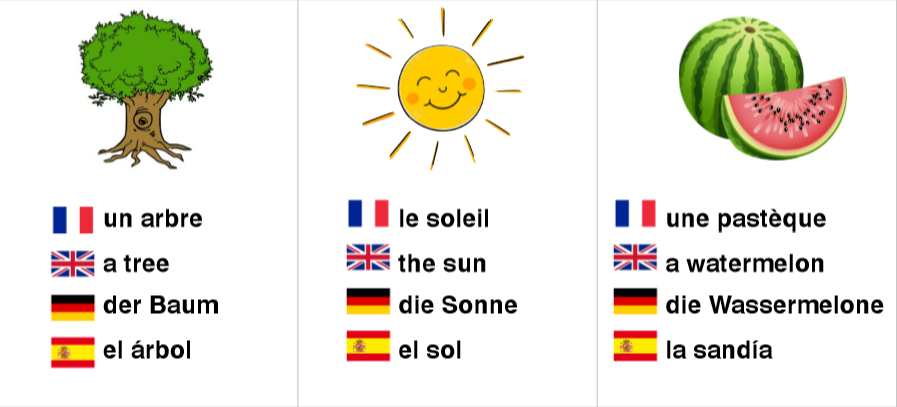 un arbre
a tree
der Baum
el árbol
le soleil
the sun
die Sonne
el sol
une pastèque
a watermelon
die Wassermelone
la sandía